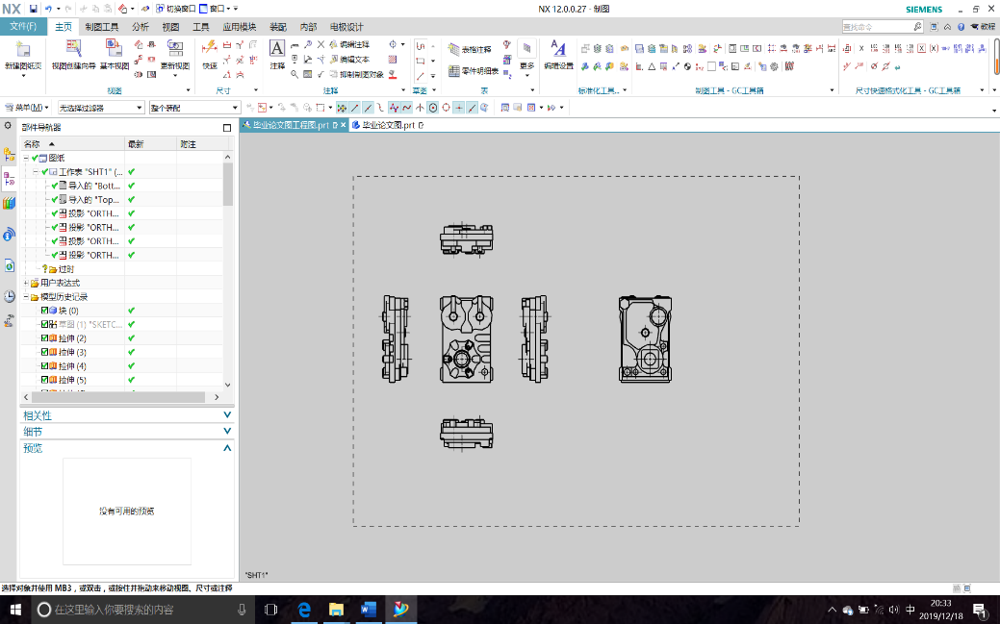 NX 切换窗口 窗口 NX 12.0.0.27 - 制图 SIEMENS
文件(F) 主页 制图工具 分析 视图 工具 应用模块 装配 内部 电极设计 查找命令 教程
新建图纸页 视图创建向导 基本视图 更新视图 快速 注释 编辑注释 编辑文本 抑制制图对象 表格注释 零件明细表 更多 编辑设置
视图 尺寸 注释 草图 表 标准化工具... 制图工具 - GC工具箱 尺寸快速格式化工具 - GC工具箱
菜单(M) 无选择过滤器 整个装配
部件导航器 毕业论文图工程图.prt 毕业论文图.prt
名称 最新 附注
图纸
工作表 "SHT1" (...
导入的 "Bott...
导入的 "Top...
投影 "ORTH...
投影 "ORTH...
投影 "ORTH...
投影 "ORTH...
过时
用户表达式
模型历史记录
块 (0)
草图 (1) "SKETC...
拉伸 (2)
拉伸 (3)
拉伸 (4)
拉伸 (5)
相关性
细节
预览
没有可用的预览
"SHT1"
选择对象并使用 MB3，或双击，或按住并拖动来移动视图、尺寸或注释
在这里输入你要搜索的内容
中
20:33
2019/12/18
1